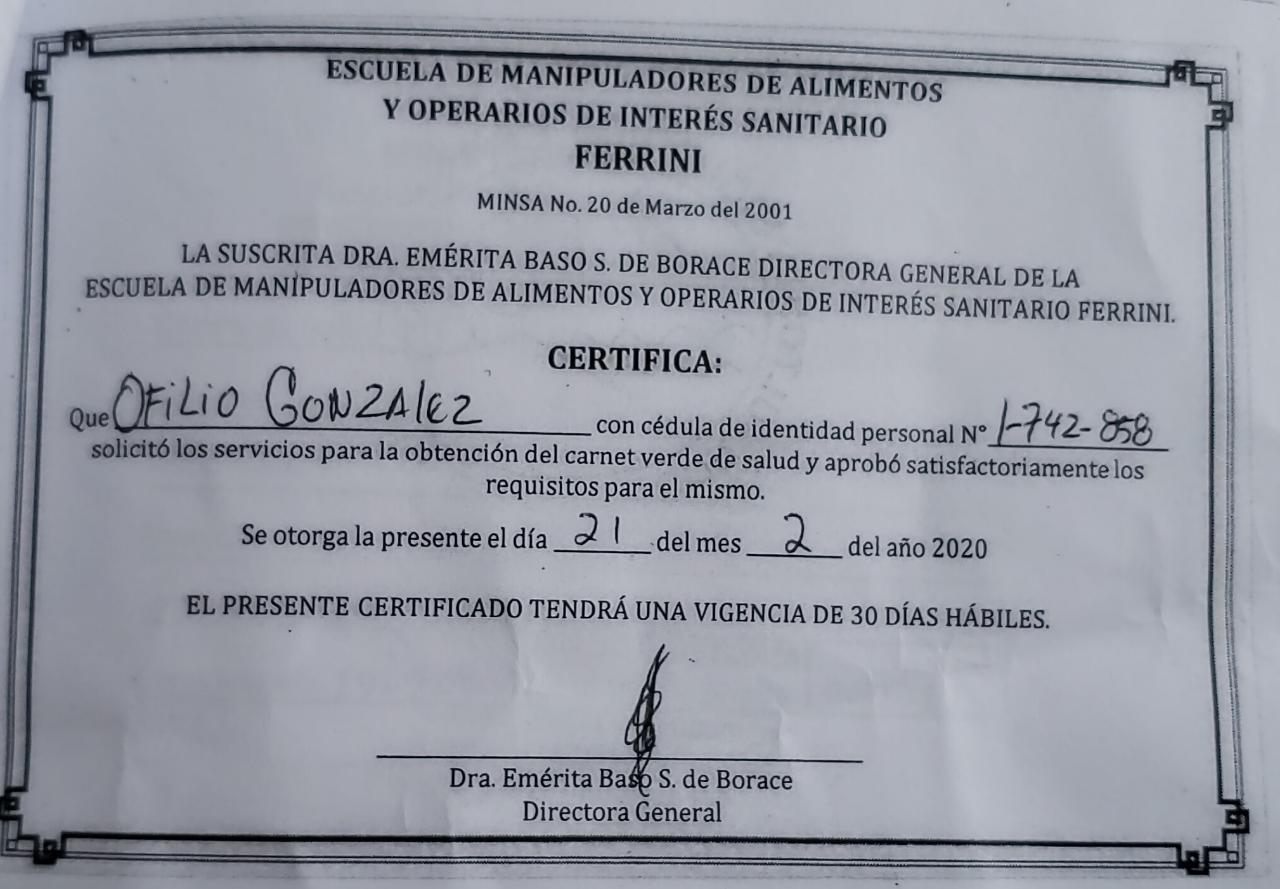 ESCUELA DE MANIPULADORES DE ALIMENTOS
Y OPERARIOS DE INTERÉS SANITARIO
FERRINI
MINSA No. 20 de Marzo del 2001
LA SUSCRITA DRA. EMÉRITA BASO S. DE BORACE DIRECTORA GENERAL DE LA
ESCUELA DE MANIPULADORES DE ALIMENTOS Y OPERARIOS DE INTERÉS SANITARIO FERRINI.
CERTIFICA:
Que OFiLiO GONZAlEZ con cédula de identidad personal N° 1-742-858
solicitó los servicios para la obtención del carnet verde de salud y aprobó satisfactoriamente los
requisitos para el mismo.
Se otorga la presente el día 21 del mes 2 del año 2020
EL PRESENTE CERTIFICADO TENDRÁ UNA VIGENCIA DE 30 DÍAS HÁBILES.
Dra. Emérita Baso S. de Borace
Directora General